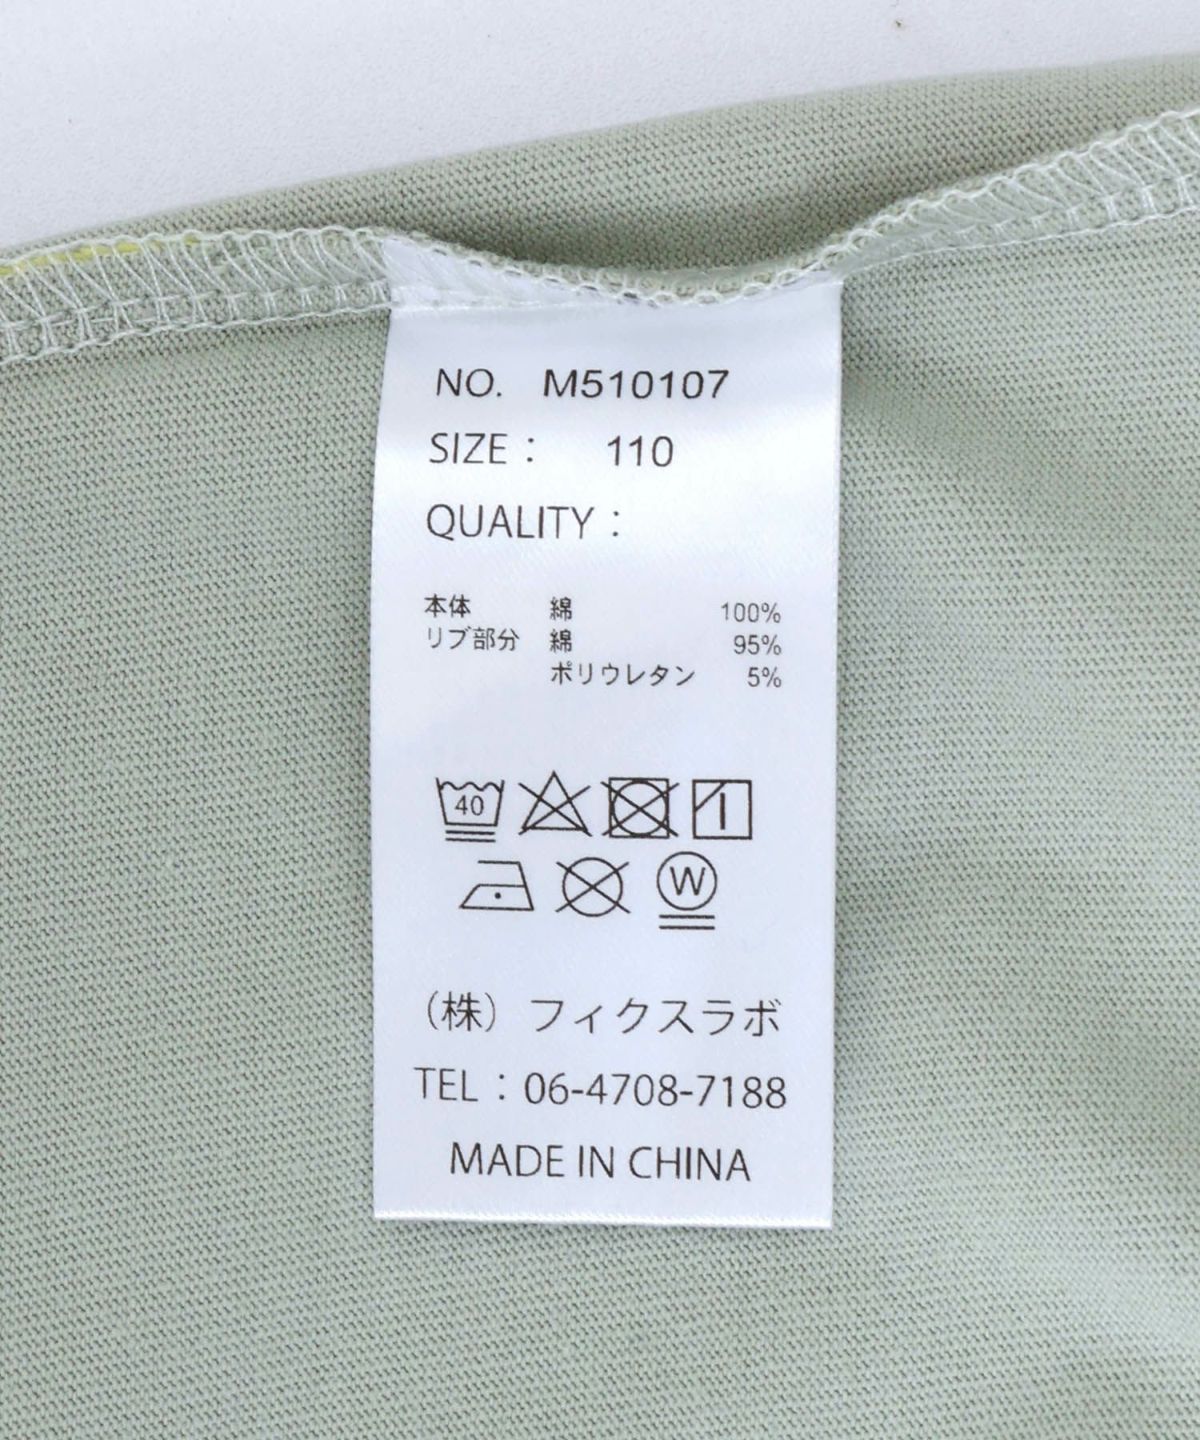 NO. M510107
SIZE： 110
QUALITY：
本体 綿 100%
リブ部分 綿 95%
ポリウレタン 5%
40
W
（株）フィクスラボ
TEL：06-4708-7188
MADE IN CHINA